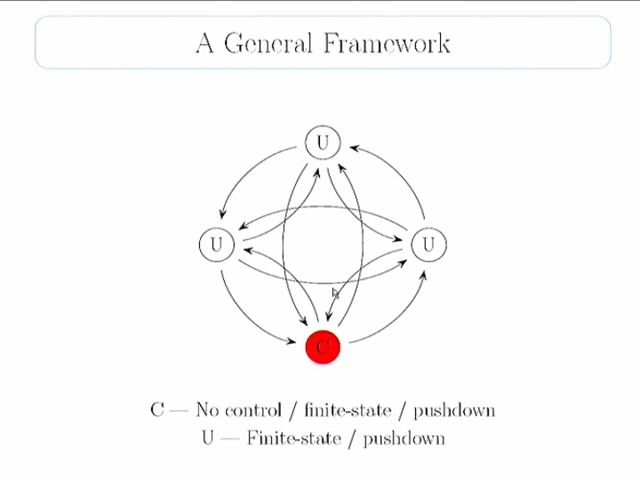 A General Framework
U
U
U
C
C — No control / finite-state / pushdown
U — Finite-state / pushdown